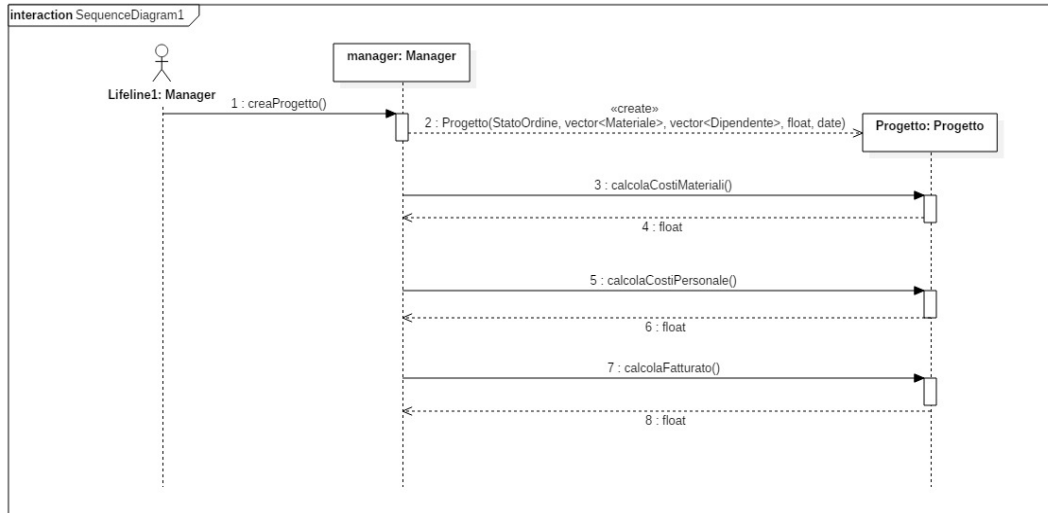 interaction SequenceDiagram1
manager: Manager
Lifeline1: Manager
1 : creaProgetto()
«create»
2 : Progetto(StatoOrdine, vector<Materiale>, vector<Dipendente>, float, date)
Progetto: Progetto
3 : calcolaCostiMateriali()
4 : float
5 : calcolaCostiPersonale()
6 : float
7 : calcolaFatturato()
8 : float